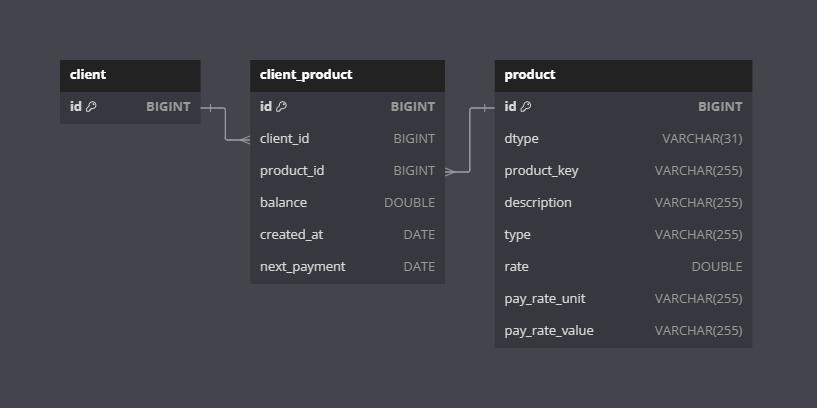 client
id BIGINT
client_product
id BIGINT
client_id BIGINT
product_id BIGINT
balance DOUBLE
created_at DATE
next_payment DATE
product
id BIGINT
dtype VARCHAR(31)
product_key VARCHAR(255)
description VARCHAR(255)
type VARCHAR(255)
rate DOUBLE
pay_rate_unit VARCHAR(255)
pay_rate_value VARCHAR(255)